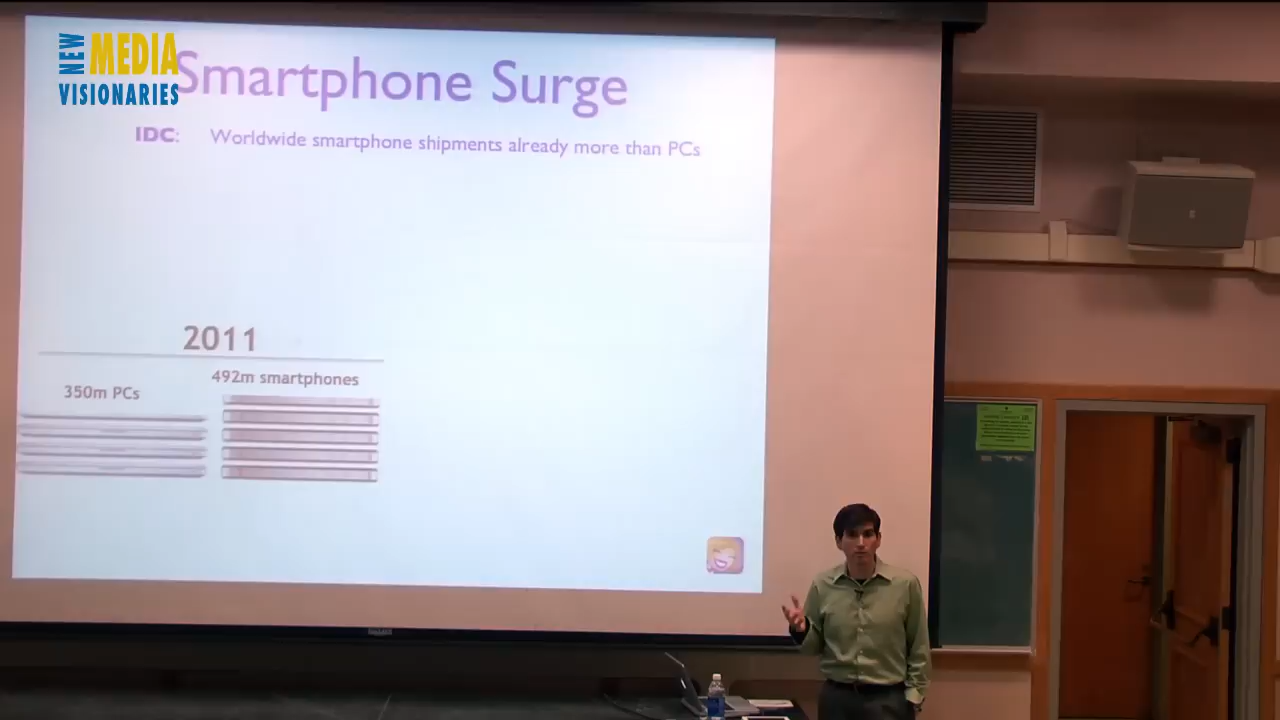 NEW MEDIA
VISIONARIES
Smartphone Surge
IDC: Worldwide smartphone shipments already more than PCs
2011
350m PCs
492m smartphones